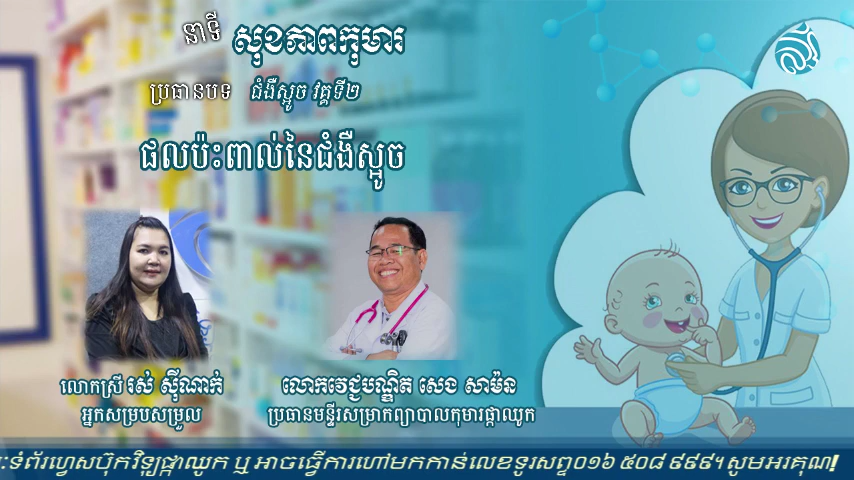 នាទី សុខភាពកុមារ
ប្រធានបទ ជំងឺស្អូច វគ្គទី២
ផលប៉ះពាល់នៃជំងឺស្អូច
លោកស្រី រស់ ស៊ីណាក់
អ្នកសម្របសម្រួល
លោកវេជ្ជបណ្ឌិត សេង សាម៉ន
ប្រធានមន្ទីរសម្រាកព្យាបាលកុមារផ្កាឈូក
ៈទំព័រហ្វេសប៊ុកវិទ្យុផ្កាឈូក ឬ អាចធ្វើការហៅមកកាន់លេខទូរសព្ទ០១៦ ៥០៨ ៩៩៩។ សូមអរគុណ!